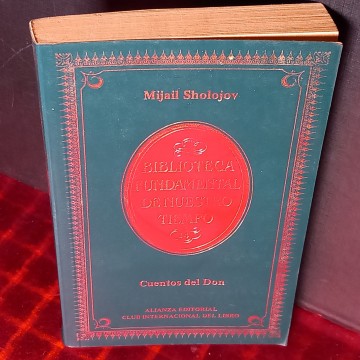 Mijail Sholojov
BIBLIOTECA
FUNDAMENTAL
DE NUESTRO
TIEMPO
Cuentos del Don
ALIANZA EDITORIAL
CLUB INTERNACIONAL DEL LIBRO